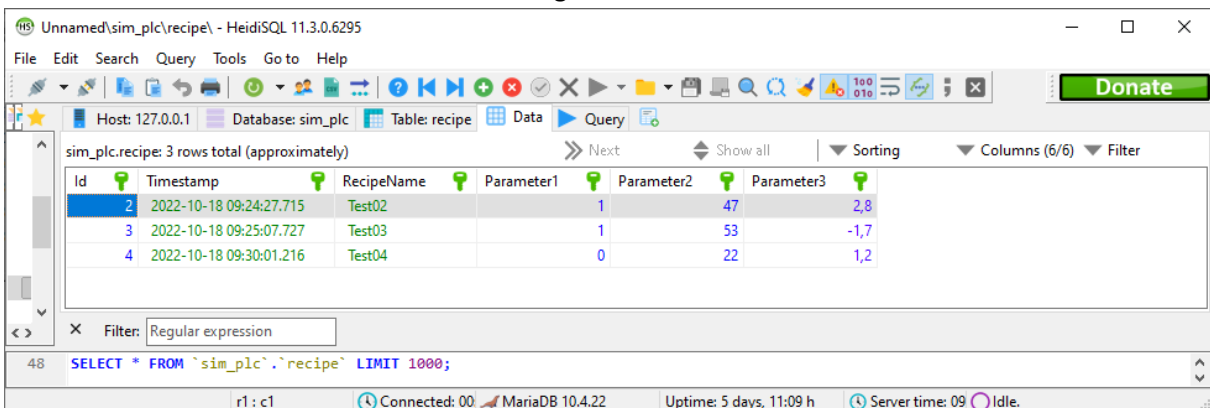 Unnamed\sim_plc\recipe\ - HeidiSQL 11.3.0.6295
File Edit Search Query Tools Go to Help
Donate
Host: 127.0.0.1 Database: sim_plc Table: recipe Data Query
sim_plc.recipe: 3 rows total (approximately) Next Show all Sorting Columns (6/6) Filter
Id Timestamp RecipeName Parameter1 Parameter2 Parameter3
2 2022-10-18 09:24:27.715 Test02 1 47 2,8
3 2022-10-18 09:25:07.727 Test03 1 53 -1,7
4 2022-10-18 09:30:01.216 Test04 0 22 1,2
Filter: Regular expression
48 SELECT * FROM `sim_plc`.`recipe` LIMIT 1000;
r1 : c1 Connected: 00: MariaDB 10.4.22 Uptime: 5 days, 11:09 h Server time: 09 Idle.